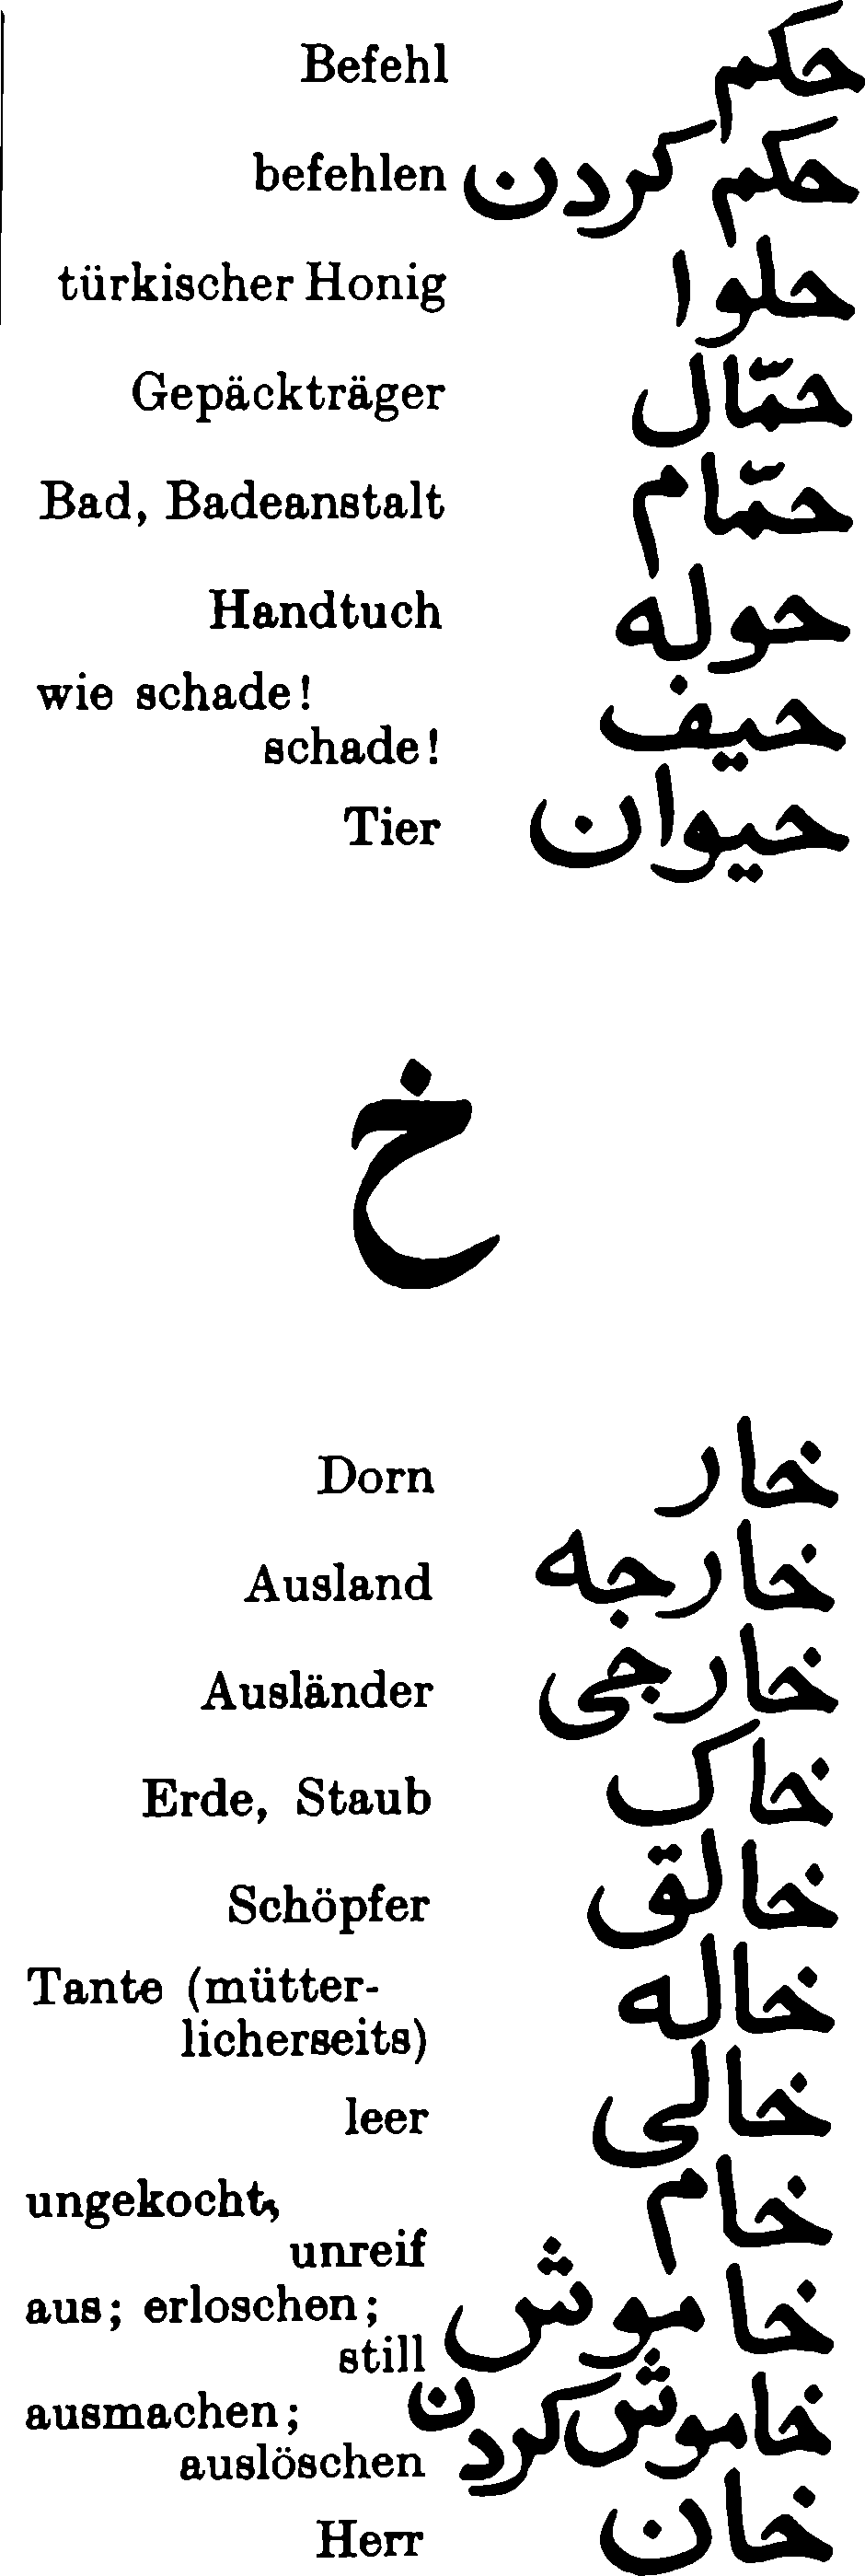 Befehl حکم
befehlen حکم کردن
türkischer Honig حلوا
Gepäckträger حمّال
Bad, Badeanstalt حمّام
Handtuch حوله
wie schade!
schade! حیف
Tier حیوان
خ
Dorn خار
Ausland خارجه
Ausländer خارجی
Erde, Staub خاک
Schöpfer خالق
Tante (mütter-
licherseits) خاله
leer خالی
ungekocht,
unreif خام
aus; erloschen;
still خاموش
ausmachen;
auslöschen خاموش کردن
Herr خان